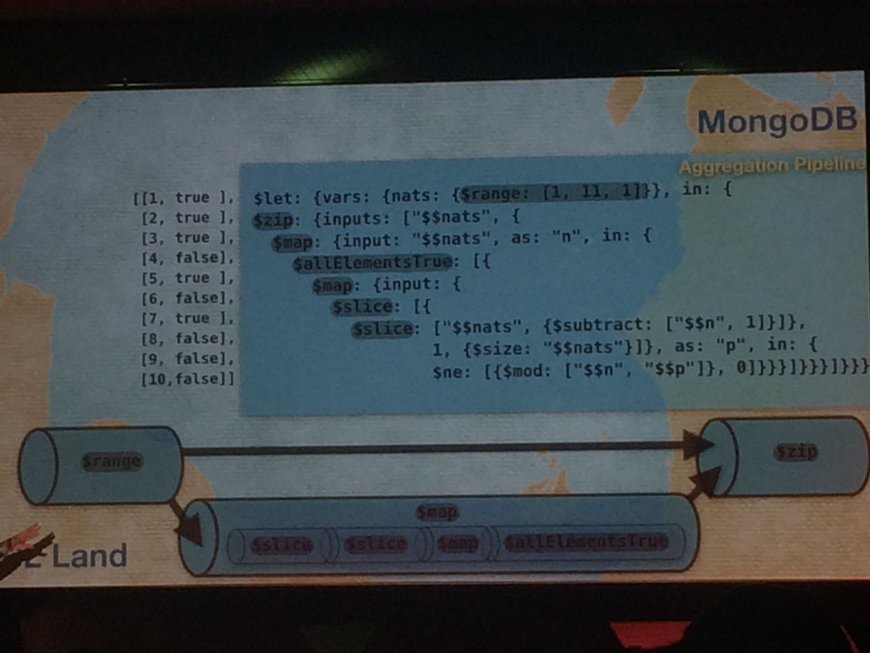 MongoDB
Aggregation Pipeline
[[1, true ],
[2, true ],
[3, true ],
[4, false],
[5, true ],
[6, false],
[7, true ],
[8, false],
[9, false],
[10,false]]
$let: {vars: {nats: {$range: [1, 11, 1]}}, in: {
$zip: {inputs: ["$$nats", {
$map: {input: "$$nats", as: "n", in: {
$allElementsTrue: [{
$map: {input: {
$slice: [{
$slice: ["$$nats", {$subtract: ["$$n", 1]}]},
1, {$size: "$$nats"}]}, as: "p", in: {
$ne: [{$mod: ["$$n", "$$p"]}, 0]}}}]}}}]}}}
$range
$zip
$map
$slice
$slice
$map
$allElementsTrue
Land